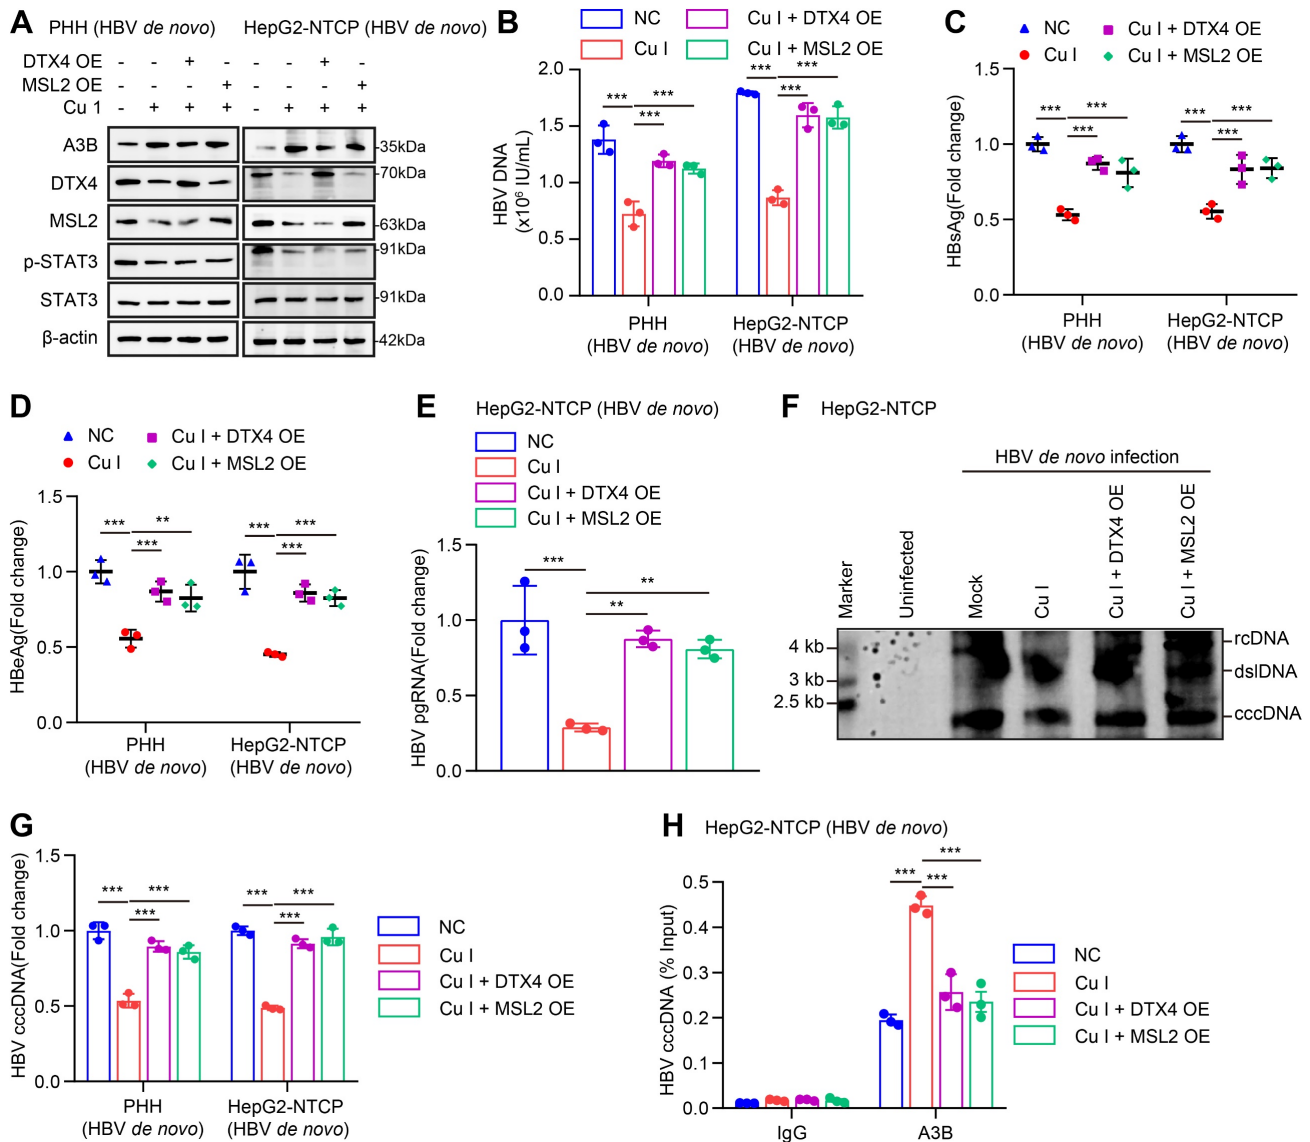 A
PHH (HBV de novo)
HepG2-NTCP (HBV de novo)
DTX4 OE - - + - - - + -
MSL2 OE - - - + - - - +
Cu 1 - + + + - + + +
A3B
-35kDa
DTX4
-70kDa
MSL2
-63kDa
p-STAT3
-91kDa
STAT3
-91kDa
β-actin
-42kDa
B
NC
Cu I + DTX4 OE
Cu I
Cu I + MSL2 OE
HBV DNA
(x10⁶ IU/mL)
2.0
1.5
1.0
0.5
0.0
*** *** ***
*** *** ***
PHH
(HBV de novo)
HepG2-NTCP
(HBV de novo)
C
NC
Cu I + DTX4 OE
Cu I
Cu I + MSL2 OE
HBsAg(Fold change)
1.5
1.0
0.5
0.0
*** *** ***
*** *** ***
PHH
(HBV de novo)
HepG2-NTCP
(HBV de novo)
D
NC
Cu I + DTX4 OE
Cu I
Cu I + MSL2 OE
HBeAg(Fold change)
1.5
1.0
0.5
0.0
*** *** **
*** *** ***
PHH
(HBV de novo)
HepG2-NTCP
(HBV de novo)
E
HepG2-NTCP (HBV de novo)
NC
Cu I
Cu I + DTX4 OE
Cu I + MSL2 OE
HBV pgRNA(Fold change)
1.5
1.0
0.5
0.0
*** ** **
F
HepG2-NTCP
HBV de novo infection
Marker
Uninfected
Mock
Cu I
Cu I + DTX4 OE
Cu I + MSL2 OE
4 kb
3 kb
2.5 kb
rcDNA
dslDNA
cccDNA
G
HBV cccDNA(Fold change)
1.5
1.0
0.5
0.0
*** *** ***
*** *** ***
PHH
(HBV de novo)
HepG2-NTCP
(HBV de novo)
NC
Cu I
Cu I + DTX4 OE
Cu I + MSL2 OE
H
HepG2-NTCP (HBV de novo)
HBV cccDNA (% Input)
0.5
0.4
0.3
0.2
0.1
0.0
*** *** ***
IgG
A3B
NC
Cu I
Cu I + DTX4 OE
Cu I + MSL2 OE